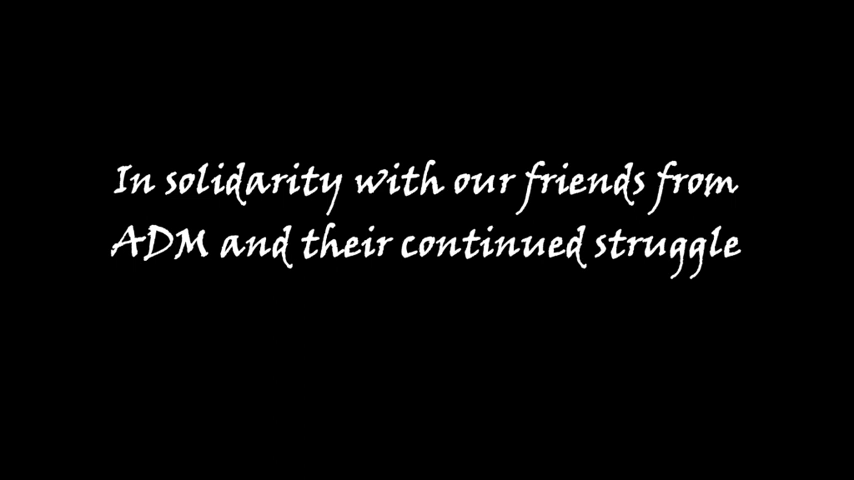 In solidarity with our friends from
ADM and their continued struggle